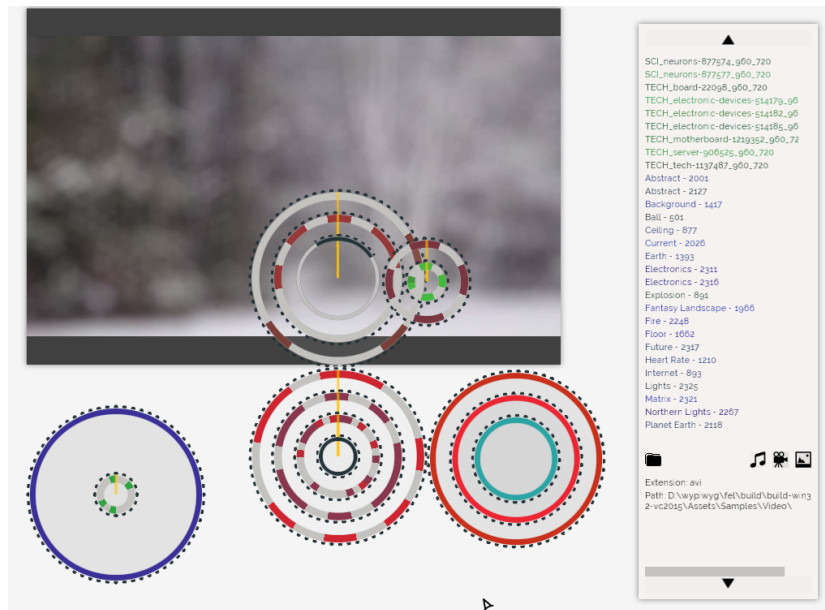 SCI_neurons-877574_960_720
SCI_neurons-877577_960_720
TECH_board-22098_960_720
TECH_electronic-devices-514179_96
TECH_electronic-devices-514182_96
TECH_electronic-devices-514185_96
TECH_motherboard-1219352_960_72
TECH_server-906525_960_720
TECH_tech-1137487_960_720
Abstract - 2001
Abstract - 2127
Background - 1417
Ball - 501
Ceiling - 877
Current - 2026
Earth - 1393
Electronics - 2311
Electronics - 2316
Explosion - 891
Fantasy Landscape - 1966
Fire - 2248
Floor - 1662
Future - 2317
Heart Rate - 1210
Internet - 893
Lights - 2325
Matrix - 2321
Northern Lights - 2267
Planet Earth - 2118
Extension: avi
Path: D:\wyp\wyg\fel\build\build-win3
2-vc2015\Assets\Samples\Video\